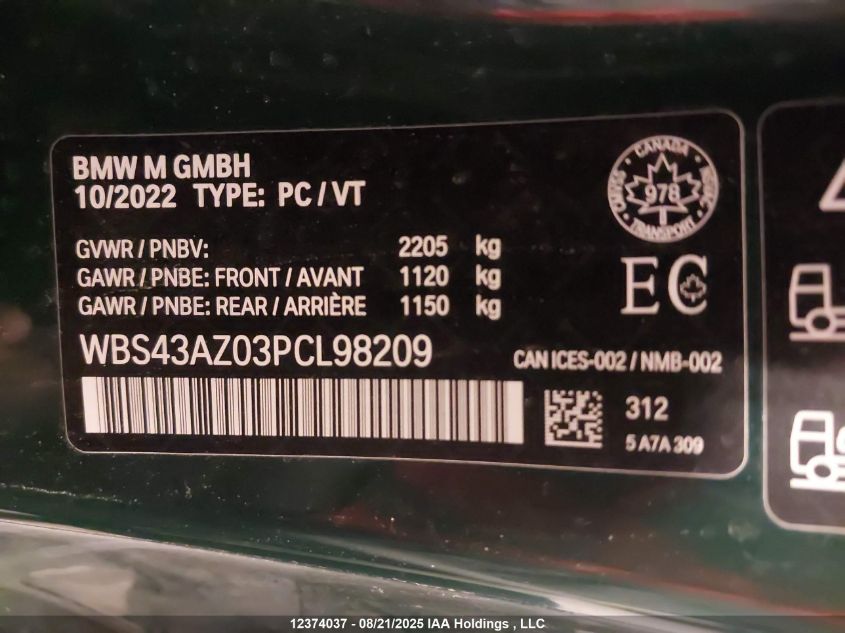 BMW M GMBH
10/2022 TYPE: PC / VT
GVWR / PNBV: 2205 kg
GAWR / PNBE: FRONT / AVANT 1120 kg
GAWR / PNBE: REAR / ARRIÈRE 1150 kg
WBS43AZ03PCL98209
CANADA
978
TRANSPORT
EC
CAN ICES-002 / NMB-002
312
5 A7A 309
12374037 - 08/21/2025 IAA Holdings , LLC